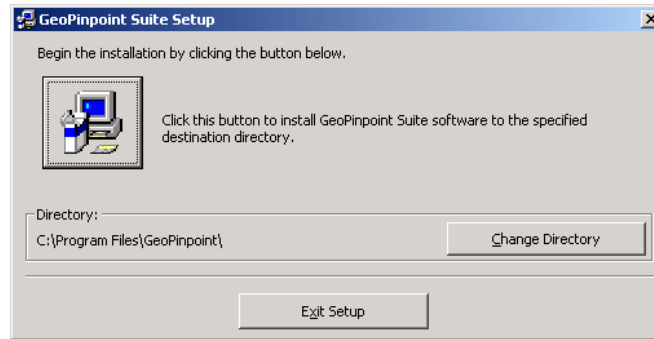 GeoPinpoint Suite Setup
Begin the installation by clicking the button below.
Click this button to install GeoPinpoint Suite software to the specified
destination directory.
Directory:
C:\Program Files\GeoPinpoint\
Change Directory
Exit Setup